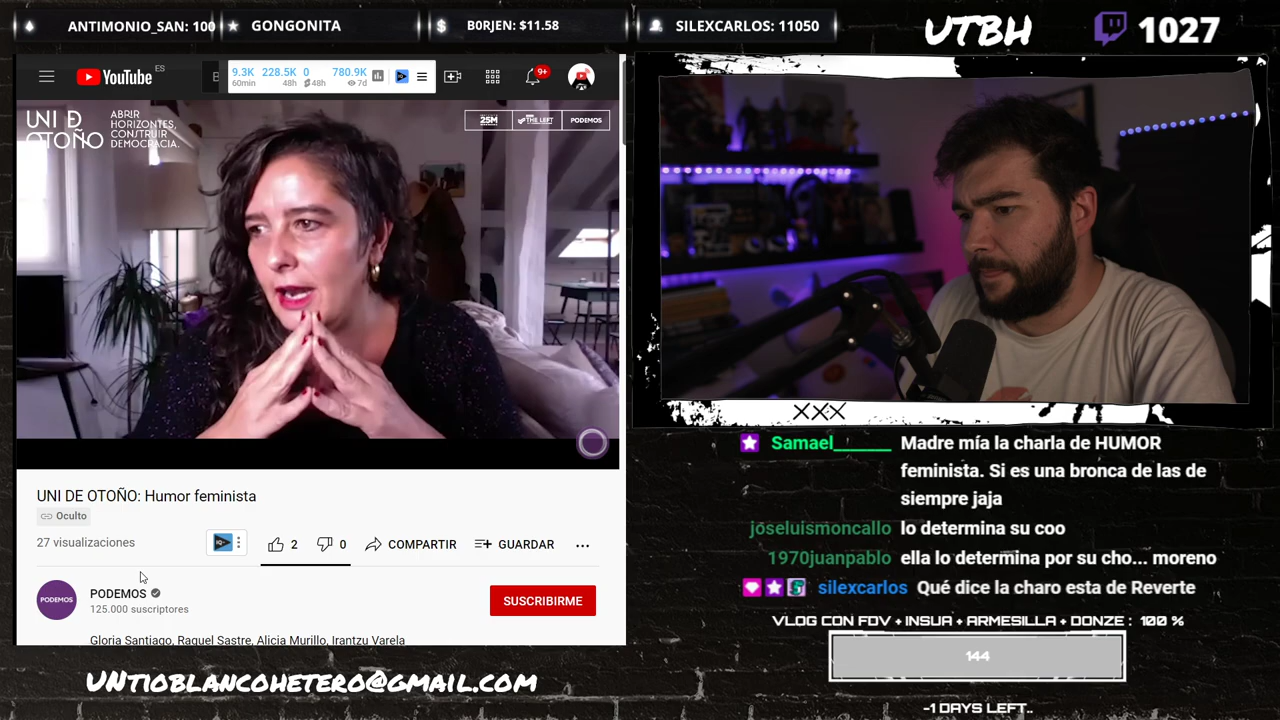 ANTIMONIO_SAN: 100
GONGONITA
B0RJEN: $11.58
SILEXCARLOS: 11050
UTBH
1027
YouTube ES
9.3K 228.5K 0 780.9K
60min 48h 48h 7d
9+
UNI D OTOÑO
ABRIR
HORIZONTES,
CONSTRUIR
DEMOCRACIA.
25M THE LEFT PODEMOS
UNI DE OTOÑO: Humor feminista
Oculto
27 visualizaciones
IQ
2
0
COMPARTIR
GUARDAR
PODEMOS
PODEMOS
125.000 suscriptores
SUSCRIBIRME
Gloria Santiago, Raquel Sastre, Alicia Murillo, Irantzu Varela
XXX
Samael______ Madre mía la charla de HUMOR
feminista. Si es una bronca de las de
siempre jaja
joseluismoncallo lo determina su coo
1970juanpablo ella lo determina por su cho... moreno
silexcarlos Qué dice la charo esta de Reverte
VLOG CON FDV + INSUA + ARMESILLA + DONZE : 100 %
144
-1 DAYS LEFT..
UNTIOBLANCOHETERO@GMAIL.COM